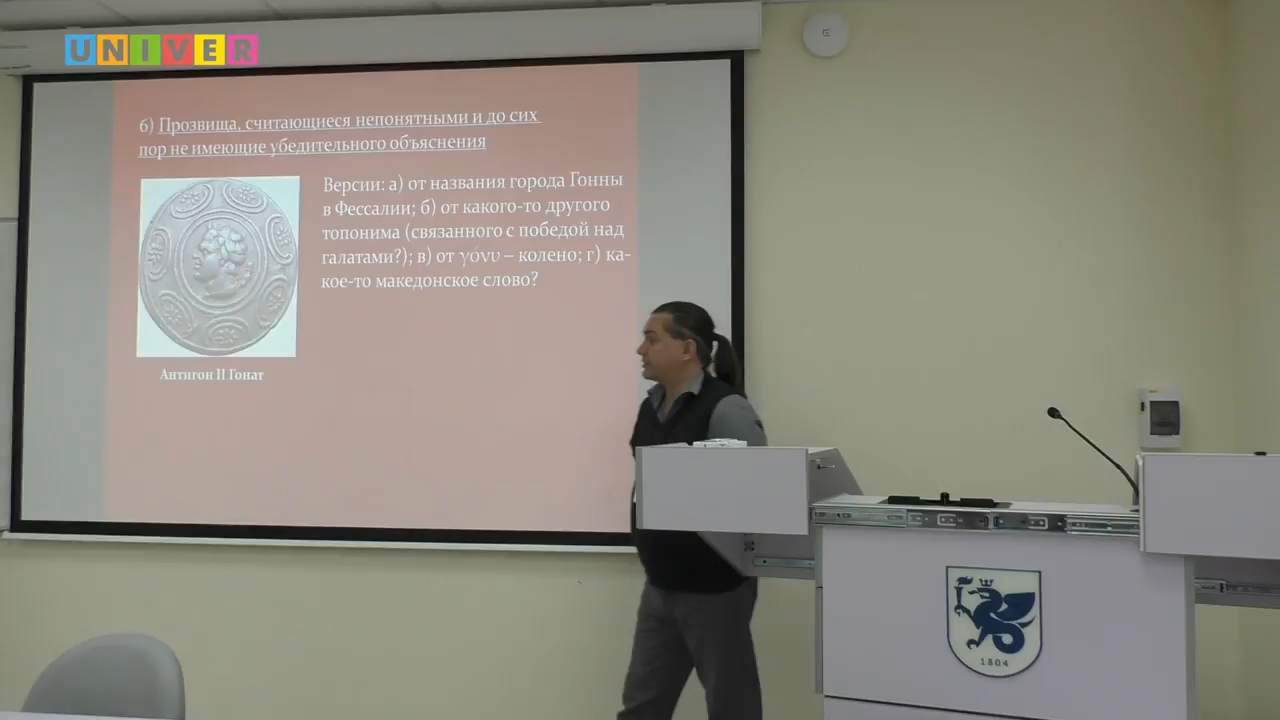 UNIVER
6) Прозвища, считающиеся непонятными и до сих
пор не имеющие убедительного объяснения
Версии: а) от названия города Гонны
в Фессалии; б) от какого-то другого
топонима (связанного с победой над
галатами?); в) от γόνυ – колено; г) ка-
кое-то македонское слово?
Антигон II Гонат
1804